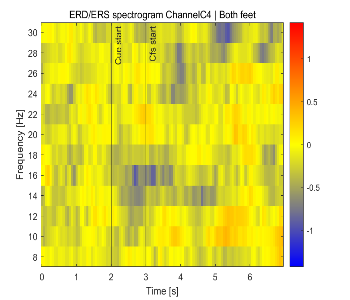 ERD/ERS spectrogram ChannelC4 | Both feet
Frequency [Hz]
30
28
26
24
22
20
18
16
14
12
10
8
Cue start
Cfs start
0 1 2 3 4 5 6
Time [s]
1
0.5
0
-0.5
-1